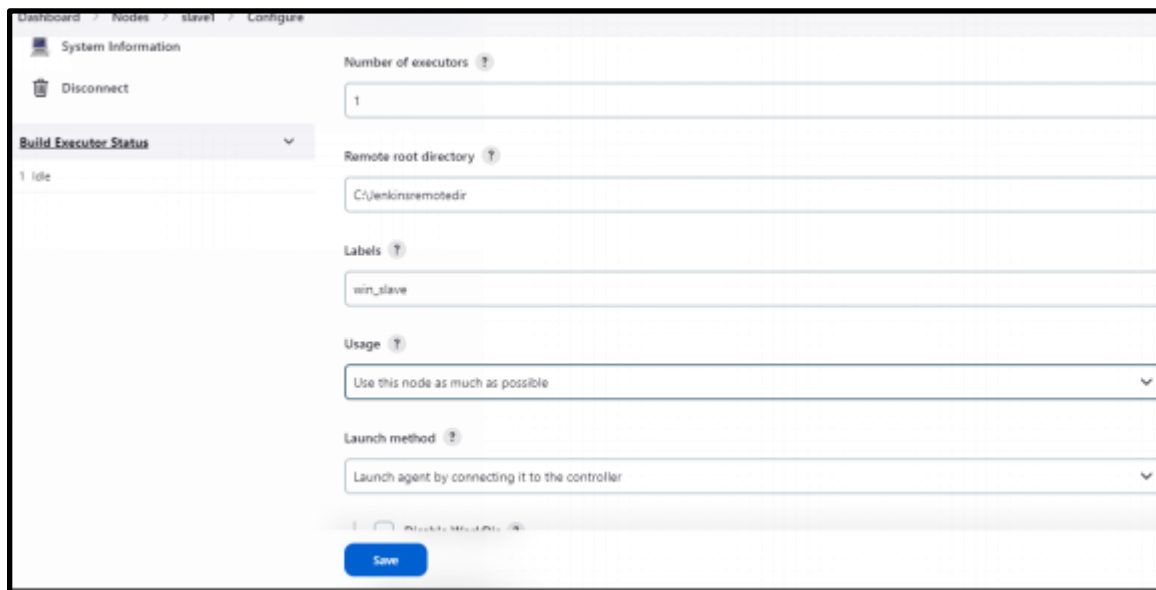 Dashboard > Nodes > slave1 > Configure
System Information
Disconnect
Build Executor Status
1 Idle
Number of executors ?
1
Remote root directory ?
C:\Jenkinsremotedir
Labels ?
win_slave
Usage ?
Use this node as much as possible
Launch method ?
Launch agent by connecting it to the controller
Disable WorkDir ?
Save